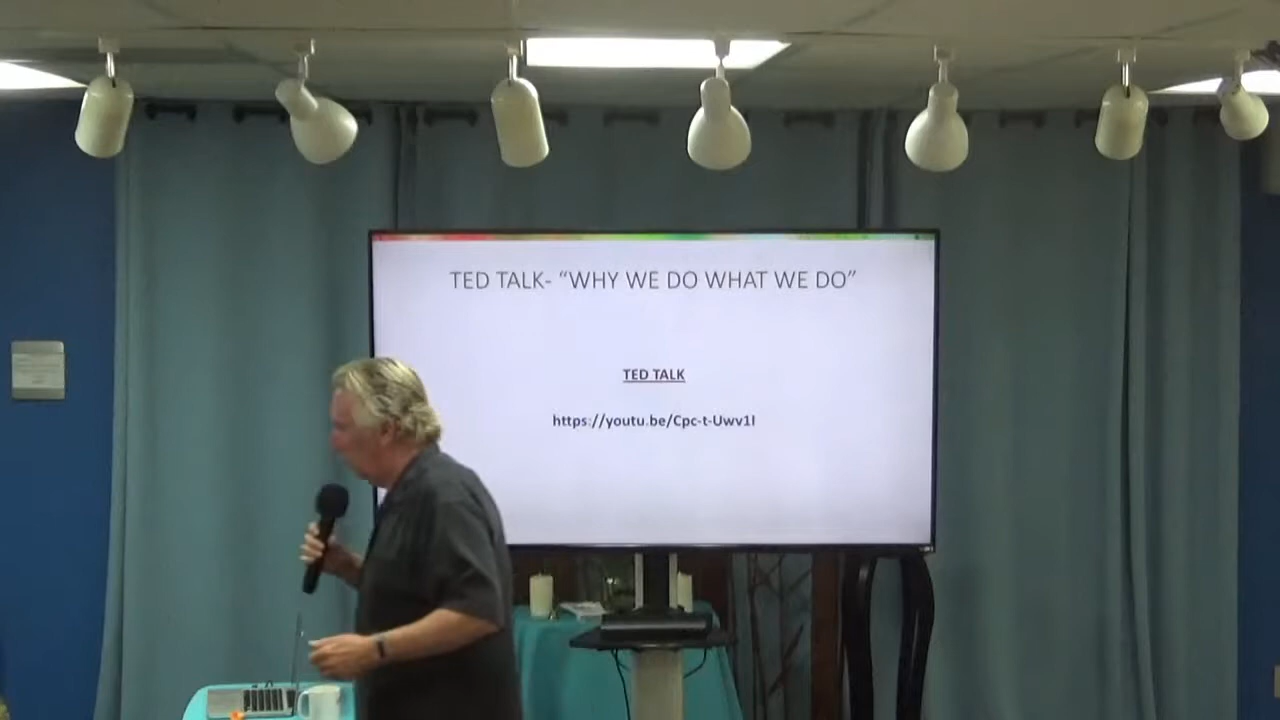 TED TALK- “WHY WE DO WHAT WE DO”
TED TALK
https://youtu.be/Cpc-t-Uwv1I